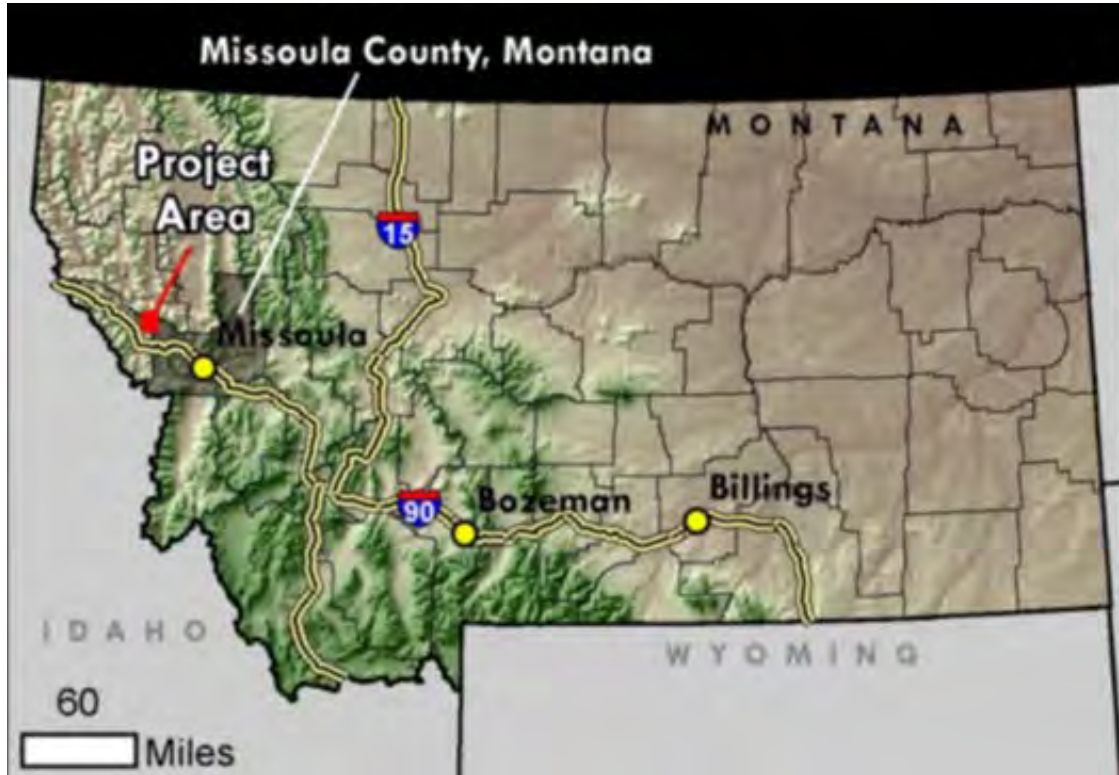 Missoula County, Montana
MONTANA
Project
Area
15
Missoula
90
Bozeman
Billings
IDAHO
WYOMING
60
Miles